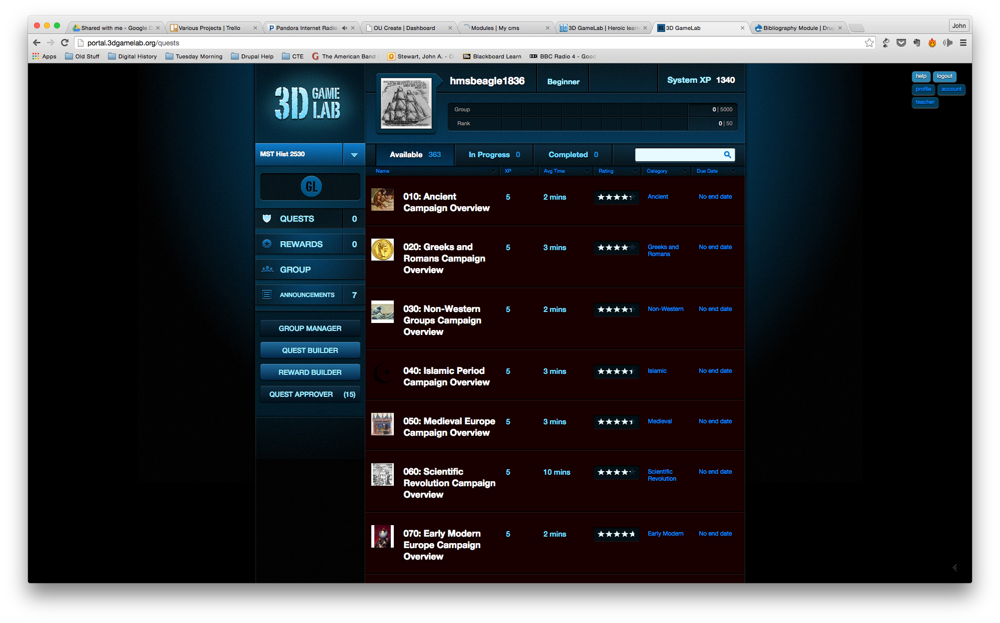 Shared with me - Google D
Various Projects | Trello
Pandora Internet Radio
OU Create | Dashboard
Modules | My cms
3D GameLab | Heroic learn
GL 3D GameLab
Bibliography Module | Drup
John
portal.3dgamelab.org/quests
Apps
Old Stuff
Digital History
Tuesday Morning
Drupal Help
CTE
The American Band
Stewart, John A. - O
Bb Blackboard Learn
BBC BBC Radio 4 - Good
3D GAME LAB
hmsbeagle1836
Beginner
System XP 1340
help
logout
profile
account
teacher
Group
0 | 5000
Rank
0 | 50
MST Hist 2530
Available 363
In Progress 0
Completed 0
Name
XP
Avg Time
Rating
Category
Due Date
GL
QUESTS 0
REWARDS 0
GROUP
ANNOUNCEMENTS 7
GROUP MANAGER
QUEST BUILDER
REWARD BUILDER
QUEST APPROVER (15)
010: Ancient
Campaign Overview
5
2 mins
Ancient
No end date
020: Greeks and
Romans Campaign
Overview
5
3 mins
Greeks and
Romans
No end date
030: Non-Western
Groups Campaign
Overview
5
2 mins
Non-Western
No end date
040: Islamic Period
Campaign Overview
5
3 mins
Islamic
No end date
050: Medieval Europe
Campaign Overview
5
3 mins
Medieval
No end date
060: Scientific
Revolution Campaign
Overview
5
10 mins
Scientific
Revolution
No end date
070: Early Modern
Europe Campaign
Overview
5
2 mins
Early Modern
No end date